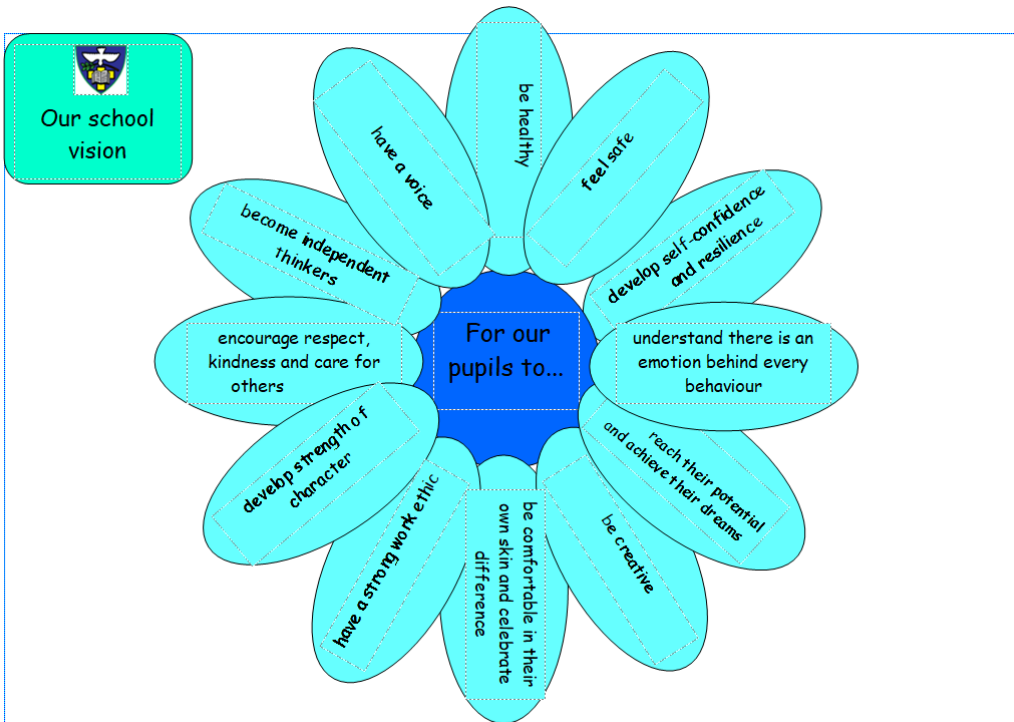 Our school
vision
For our
pupils to...
be healthy
feel safe
develop self-confidence
and resilience
understand there is an
emotion behind every
behaviour
reach their potential
and achieve their dreams
be creative
be comfortable in their
own skin and celebrate
difference
have a strong work ethic
develop strength of
character
encourage respect,
kindness and care for
others
become independent
thinkers
have a voice